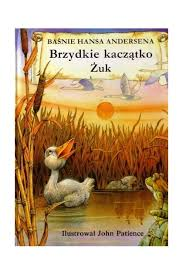 BAŚNIE HANSA ANDERSENA
Brzydkie kaczątko
Żuk
Ilustrował John Patience